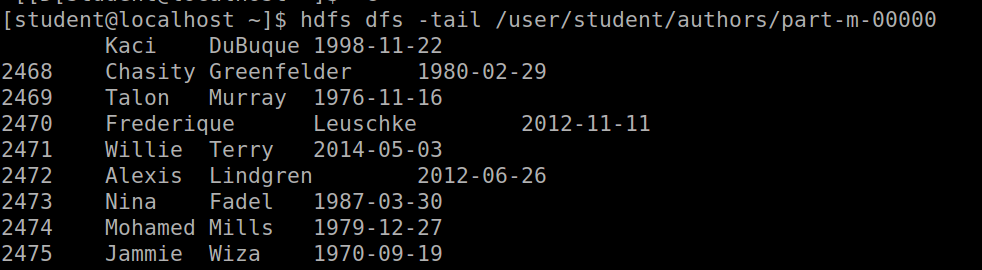 [student@localhost ~]$ hdfs dfs -tail /user/student/authors/part-m-00000
Kaci DuBuque 1998-11-22
2468 Chasity Greenfelder 1980-02-29
2469 Talon Murray 1976-11-16
2470 Frederique Leuschke 2012-11-11
2471 Willie Terry 2014-05-03
2472 Alexis Lindgren 2012-06-26
2473 Nina Fadel 1987-03-30
2474 Mohamed Mills 1979-12-27
2475 Jammie Wiza 1970-09-19